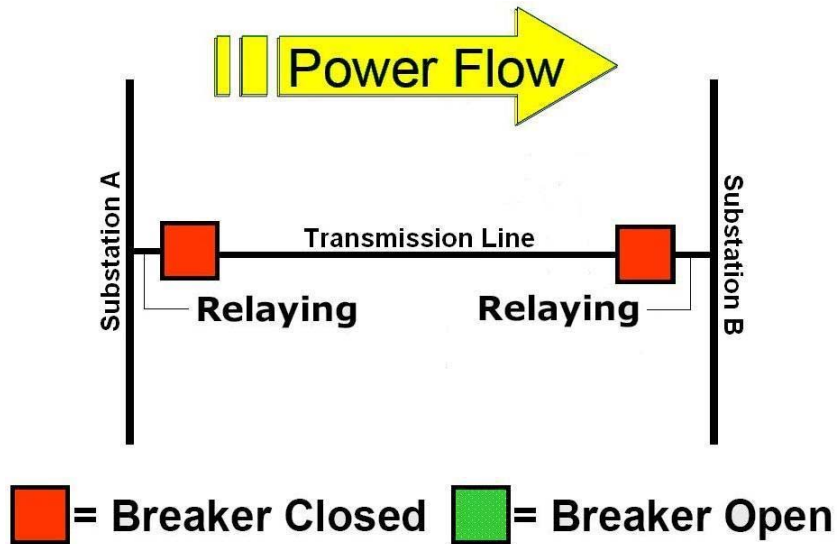 Power Flow
Substation A
Transmission Line
Substation B
Relaying
Relaying
= Breaker Closed
= Breaker Open